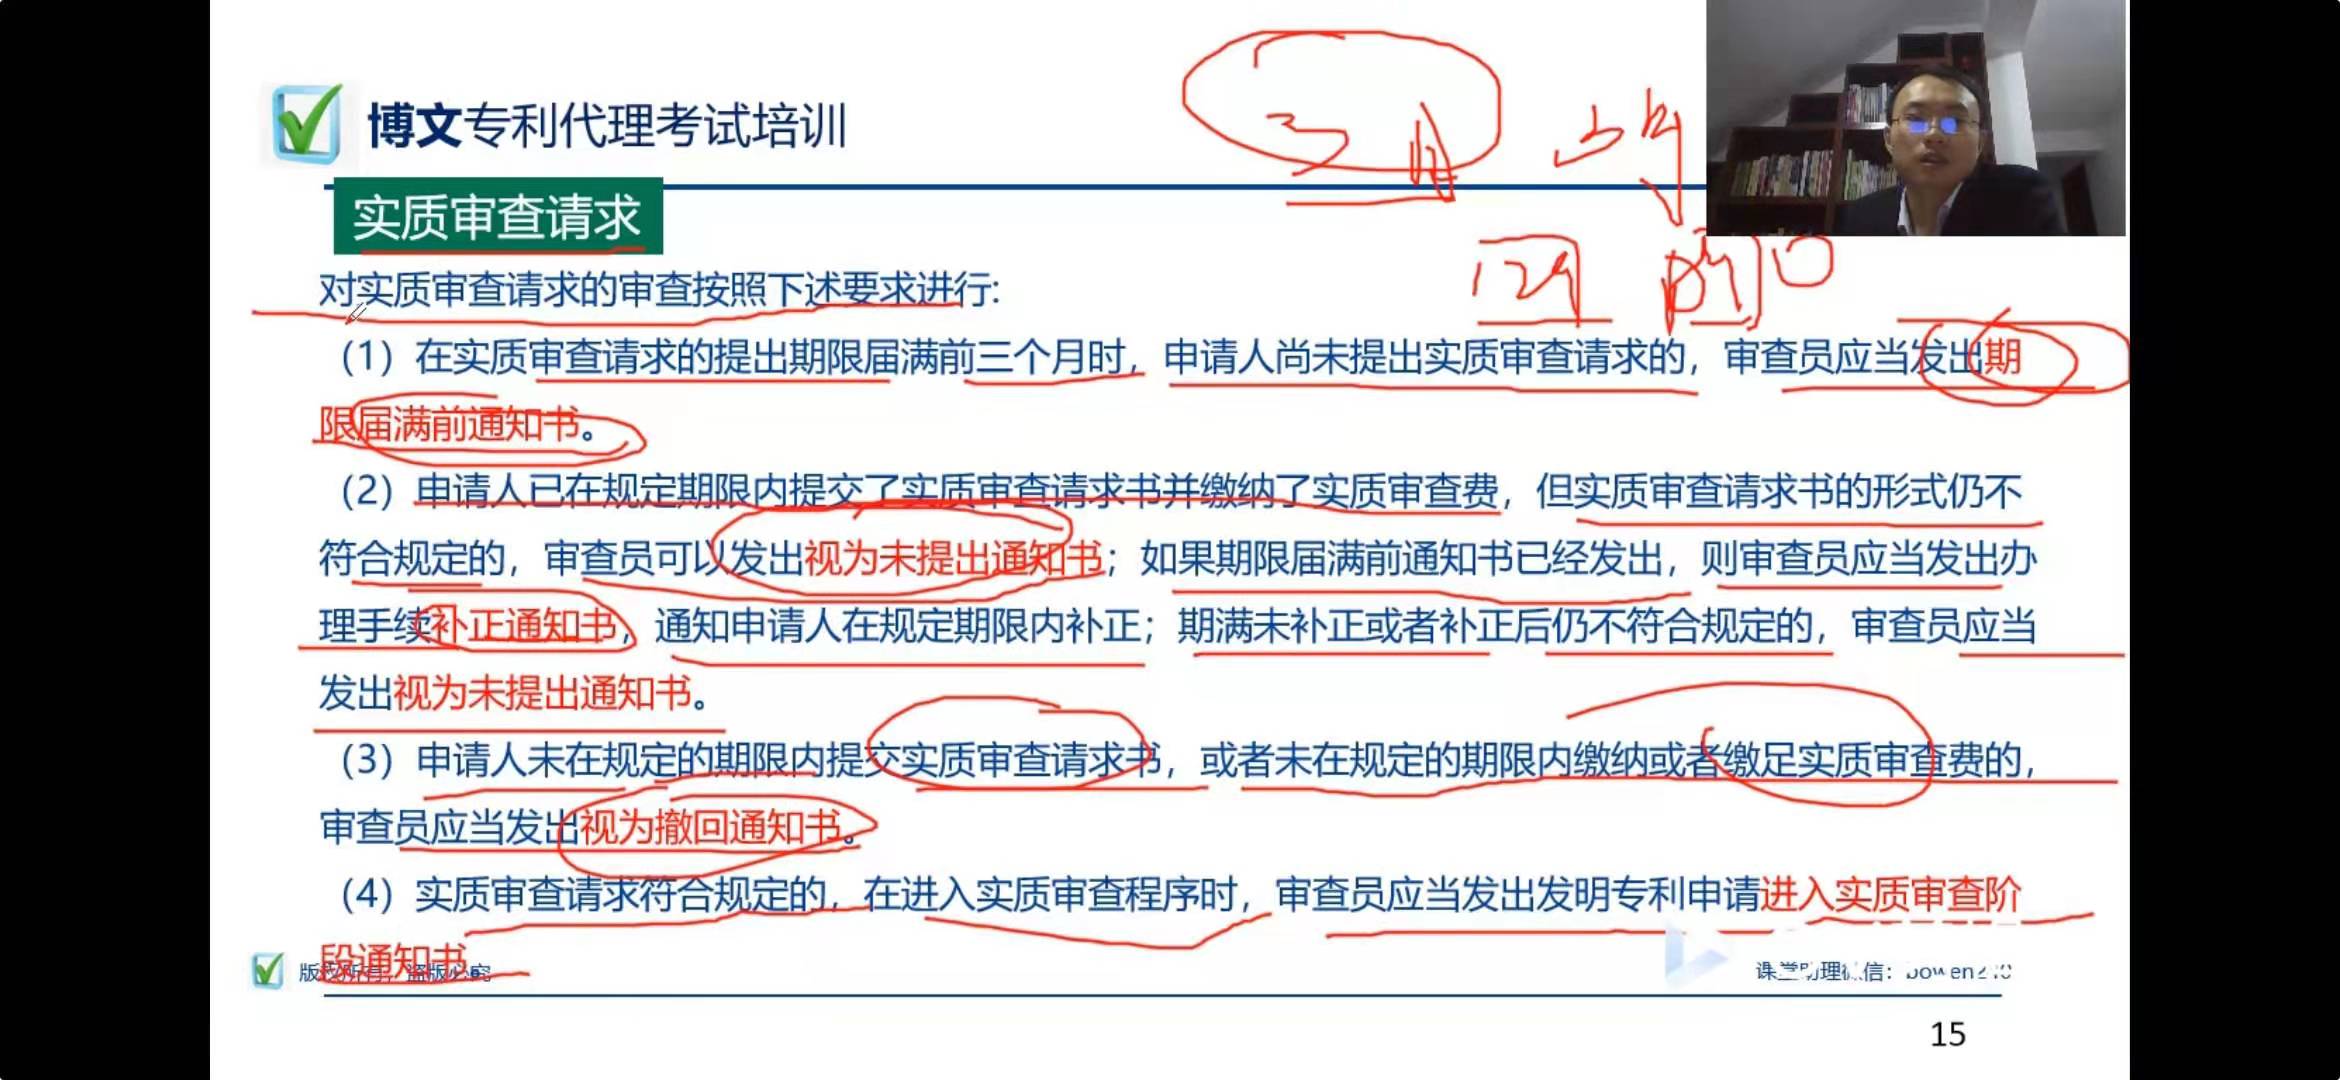 博文专利代理考试培训
三 月
实质审查请求
对实质审查请求的审查按照下述要求进行:
（1）在实质审查请求的提出期限届满前三个月时，申请人尚未提出实质审查请求的，审查员应当发出期
限届满前通知书。
（2）申请人已在规定期限内提交了实质审查请求书并缴纳了实质审查费，但实质审查请求书的形式仍不
符合规定的，审查员可以发出视为未提出通知书；如果期限届满前通知书已经发出，则审查员应当发出办
理手续补正通知书，通知申请人在规定期限内补正；期满未补正或者补正后仍不符合规定的，审查员应当
发出视为未提出通知书。
（3）申请人未在规定的期限内提交实质审查请求书，或者未在规定的期限内缴纳或者缴足实质审查费的，
审查员应当发出视为撤回通知书。
（4）实质审查请求符合规定的，在进入实质审查程序时，审查员应当发出发明专利申请进入实质审查阶
段通知书
版权所有，盗版必究
课堂助理微信：bowen210
15